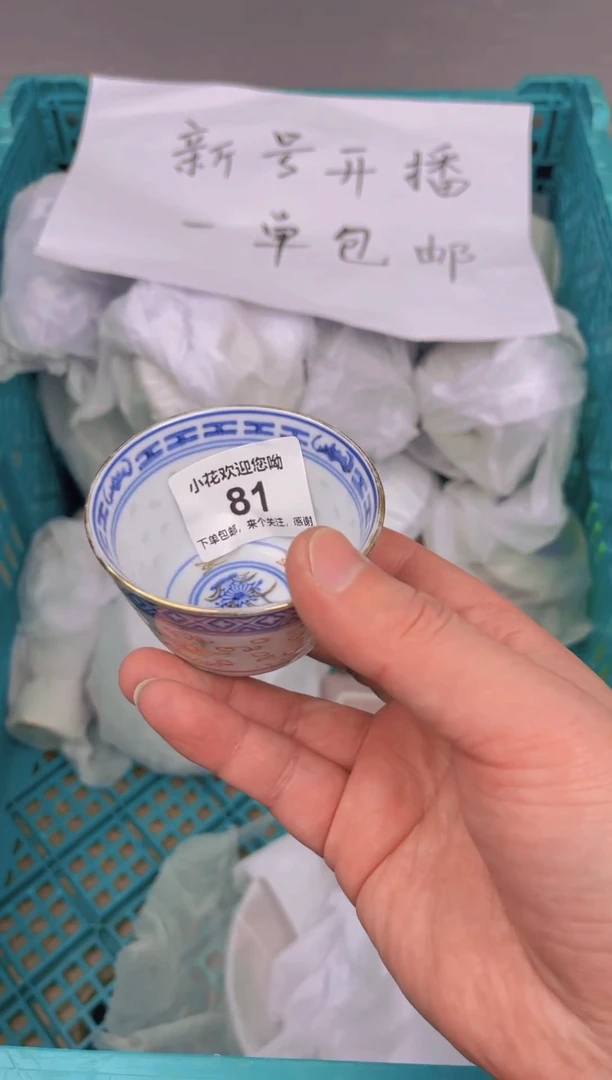 新号开播
一单包邮
小花欢迎您呦
81
下单包邮，来个关注，感谢